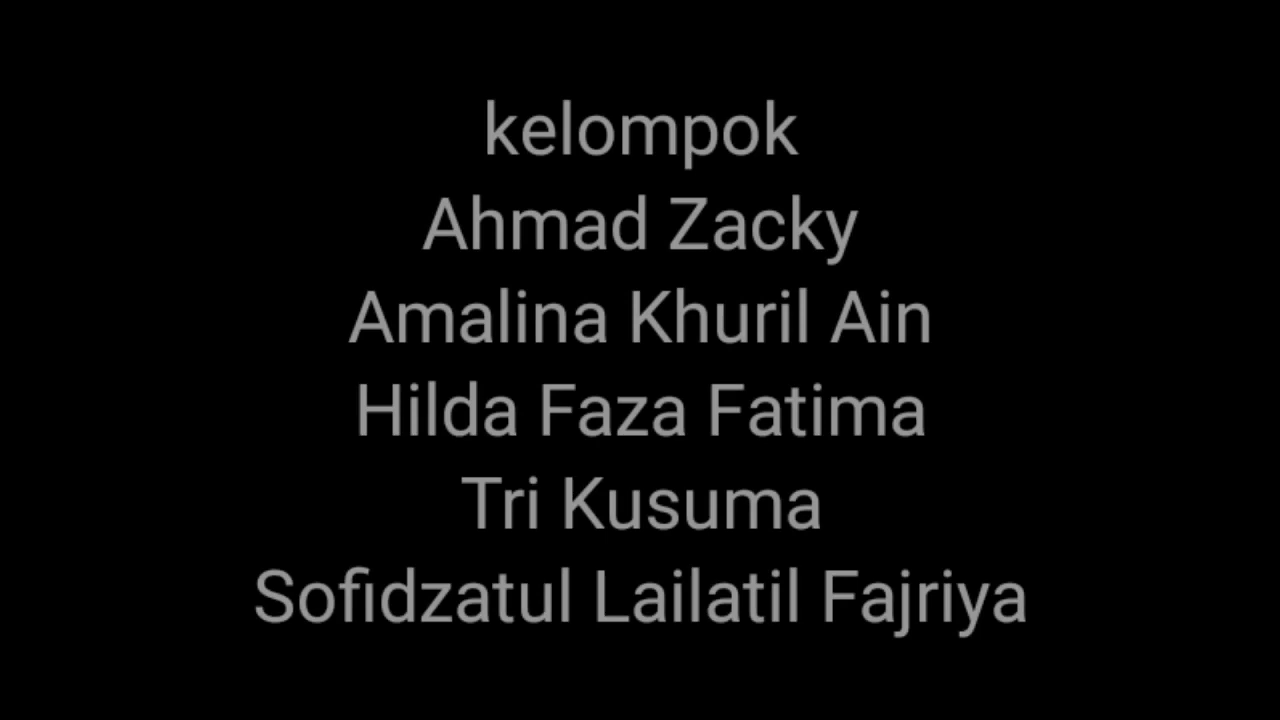 kelompok
Ahmad Zacky
Amalina Khuril Ain
Hilda Faza Fatima
Tri Kusuma
Sofidzatul Lailatil Fajriya